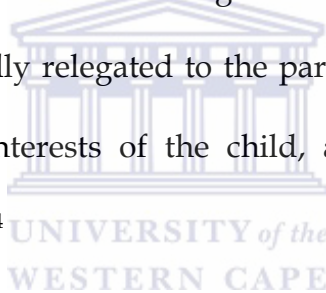 lly relegated to the par
nterests of the child, a
4
UNIVERSITY of the
WESTERN CAPE